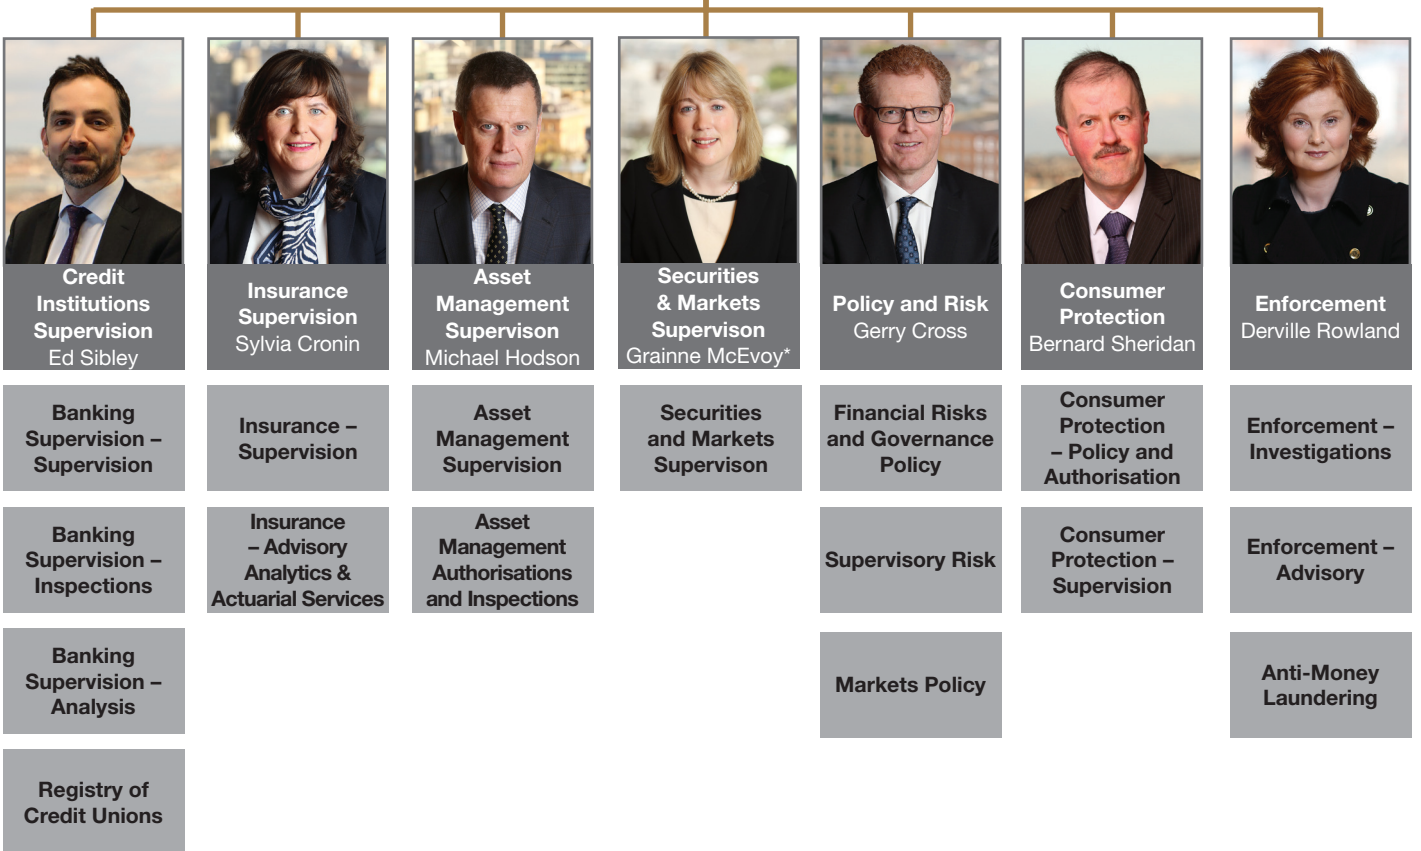 Credit
Institutions
Supervision
Ed Sibley
Insurance
Supervision
Sylvia Cronin
Asset
Management
Supervison
Michael Hodson
Securities
& Markets
Supervison
Grainne McEvoy*
Policy and Risk
Gerry Cross
Consumer
Protection
Bernard Sheridan
Enforcement
Derville Rowland
Banking
Supervision –
Supervision
Insurance –
Supervision
Asset
Management
Supervision
Securities
and Markets
Supervison
Financial Risks
and Governance
Policy
Consumer
Protection
– Policy and
Authorisation
Enforcement –
Investigations
Banking
Supervision –
Inspections
Insurance
– Advisory
Analytics &
Actuarial Services
Asset
Management
Authorisations
and Inspections
Supervisory Risk
Consumer
Protection –
Supervision
Enforcement –
Advisory
Banking
Supervision –
Analysis
Markets Policy
Anti-Money
Laundering
Registry of
Credit Unions